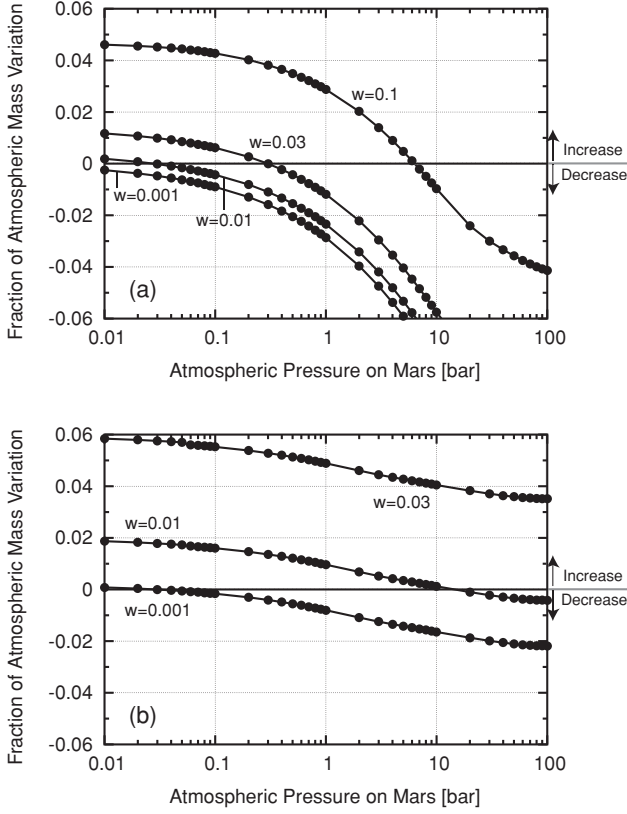 0.06
0.04
0.02
0
-0.02
-0.04
-0.06
Fraction of Atmospheric Mass Variation
w=0.1
w=0.03
w=0.001
w=0.01
Increase
Decrease
(a)
0.01 0.1 1 10 100
Atmospheric Pressure on Mars [bar]
0.06
0.04
0.02
0
-0.02
-0.04
-0.06
Fraction of Atmospheric Mass Variation
w=0.03
w=0.01
w=0.001
Increase
Decrease
(b)
0.01 0.1 1 10 100
Atmospheric Pressure on Mars [bar]